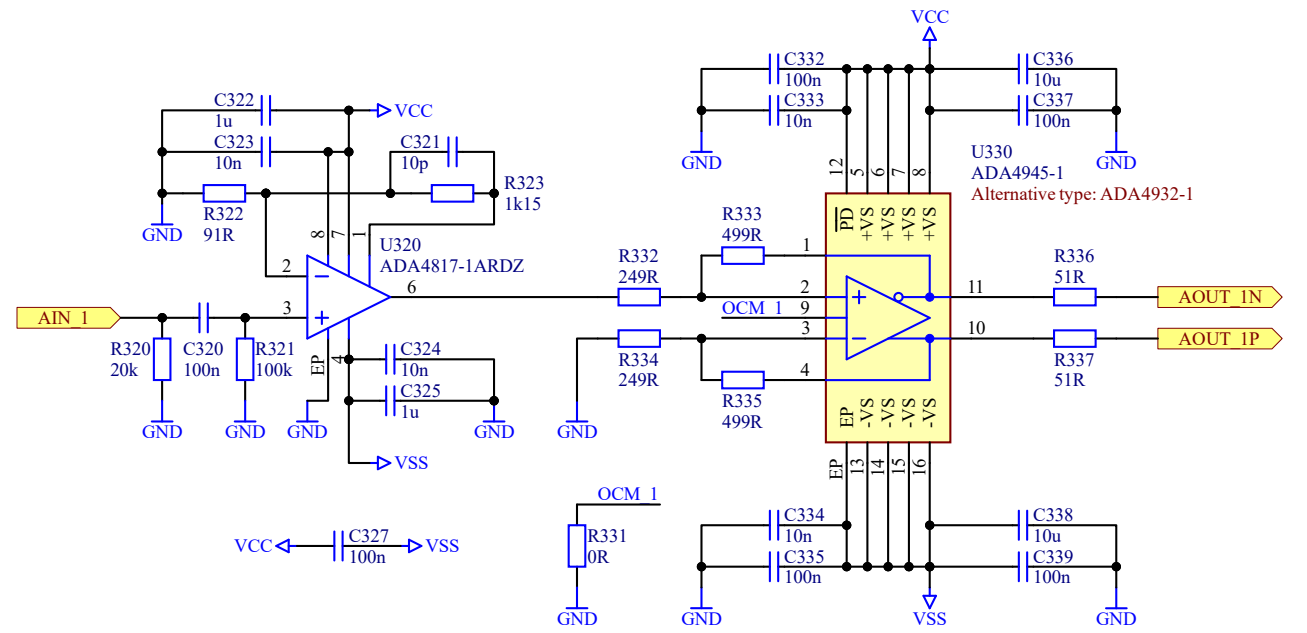 VCC
C332
100n
C333
10n
C336
10u
C337
100n
GND
GND
U330
ADA4945-1
Alternative type: ADA4932-1
C322
1u
VCC
C323
10n
C321
10p
R322
91R
R323
1k15
GND
8
7
1
U320
ADA4817-1ARDZ
2
3
6
EP
4
AIN_1
R320
20k
C320
100n
R321
100k
C324
10n
C325
1u
GND
GND
GND
GND
VSS
R332
249R
R333
499R
R334
249R
R335
499R
GND
OCM_1
12
5
6
7
8
PD
+VS
+VS
+VS
+VS
1
2
9
3
4
11
10
EP
-VS
-VS
-VS
-VS
EP
13
14
15
16
R336
51R
R337
51R
AOUT_1N
AOUT_1P
VCC
C327
100n
VSS
OCM_1
R331
0R
GND
C334
10n
C335
100n
C338
10u
C339
100n
GND
VSS
GND